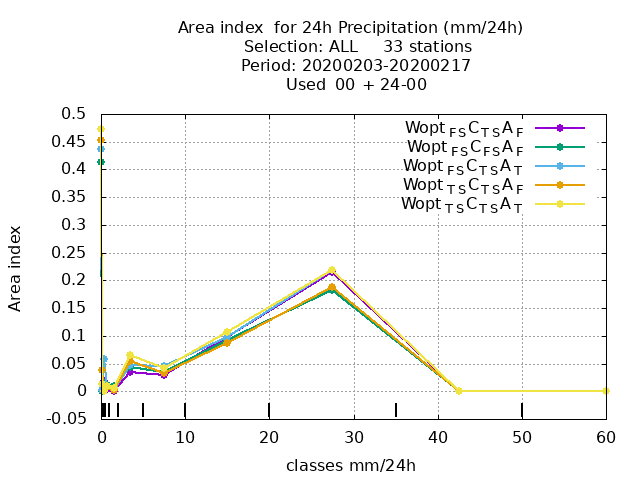 Area index for 24h Precipitation (mm/24h)
Selection: ALL 33 stations
Period: 20200203-20200217
Used 00 + 24-00
Wopt FS C TS A F
Wopt FS C FS A F
Wopt FS C TS A T
Wopt TS C TS A F
Wopt TS C TS A T
0.5
0.45
0.4
0.35
0.3
0.25
0.2
0.15
0.1
0.05
0
-0.05
Area index
0 10 20 30 40 50 60
classes mm/24h